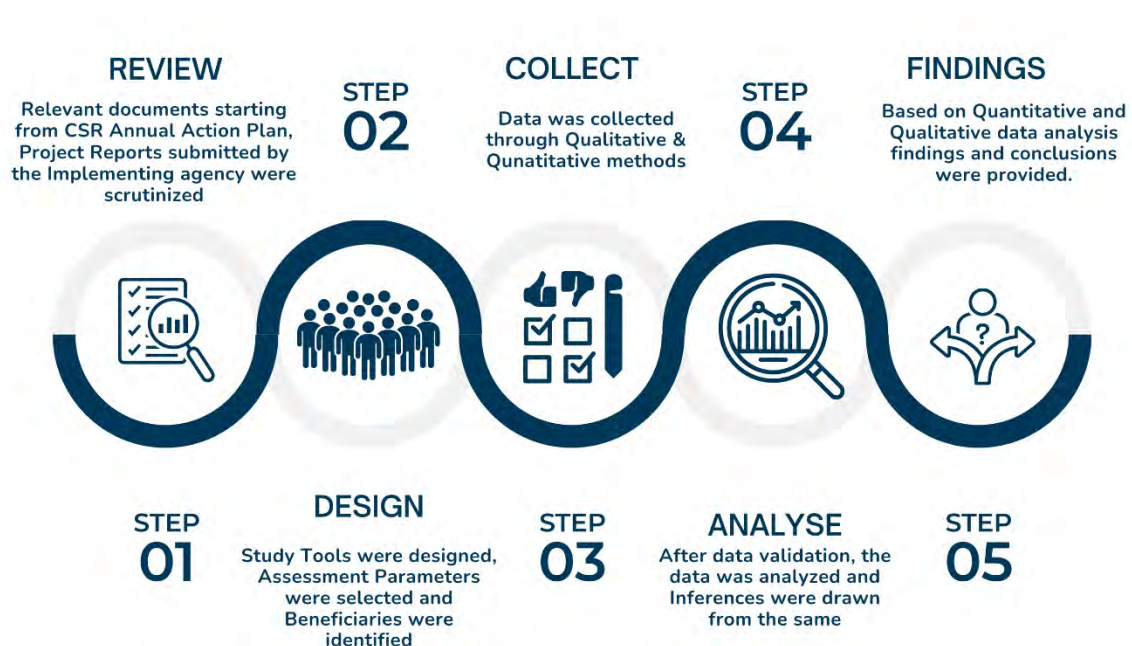 REVIEW
Relevant documents starting
from CSR Annual Action Plan,
Project Reports submitted by
the Implementing agency were
scrutinized
STEP
01
STEP
02
DESIGN
Study Tools were designed,
Assessment Parameters
were selected and
Beneficiaries were
identified
COLLECT
Data was collected
through Qualitative &
Qunatitative methods
STEP
03
STEP
04
ANALYSE
After data validation, the
data was analyzed and
Inferences were drawn
from the same
FINDINGS
Based on Quantitative and
Qualitative data analysis
findings and conclusions
were provided.
?
STEP
05